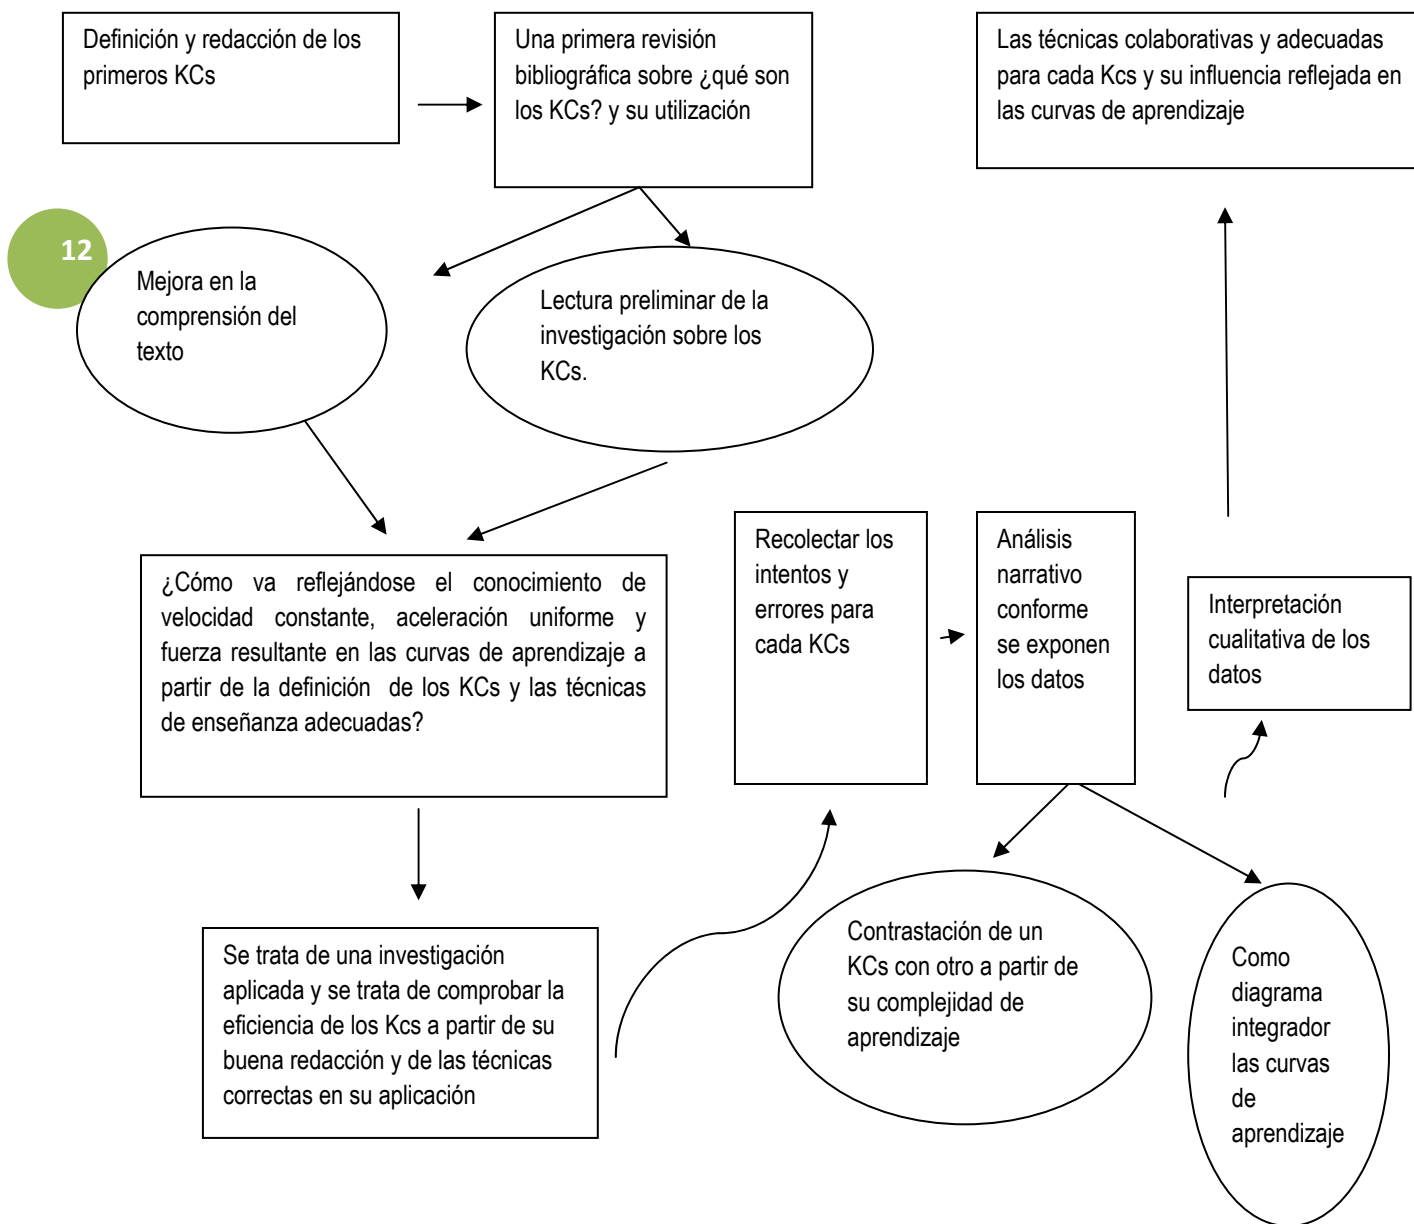 Definición y redacción de los
primeros KCs
Una primera revisión
bibliográfica sobre ¿qué son
los KCs? y su utilización
Las técnicas colaborativas y adecuadas
para cada Kcs y su influencia reflejada en
las curvas de aprendizaje
12
Mejora en la
comprensión del
texto
Lectura preliminar de la
investigación sobre los
KCs.
¿Cómo va reflejándose el conocimiento de
velocidad constante, aceleración uniforme y
fuerza resultante en las curvas de aprendizaje a
partir de la definición de los KCs y las técnicas
de enseñanza adecuadas?
Recolectar los
intentos y
errores para
cada KCs
Análisis
narrativo
conforme
se exponen
los datos
Interpretación
cualitativa de los
datos
Se trata de una investigación
aplicada y se trata de comprobar la
eficiencia de los Kcs a partir de su
buena redacción y de las técnicas
correctas en su aplicación
Contrastación de un
KCs con otro a partir de
su complejidad de
aprendizaje
Como
diagrama
integrador
las curvas
de
aprendizaje